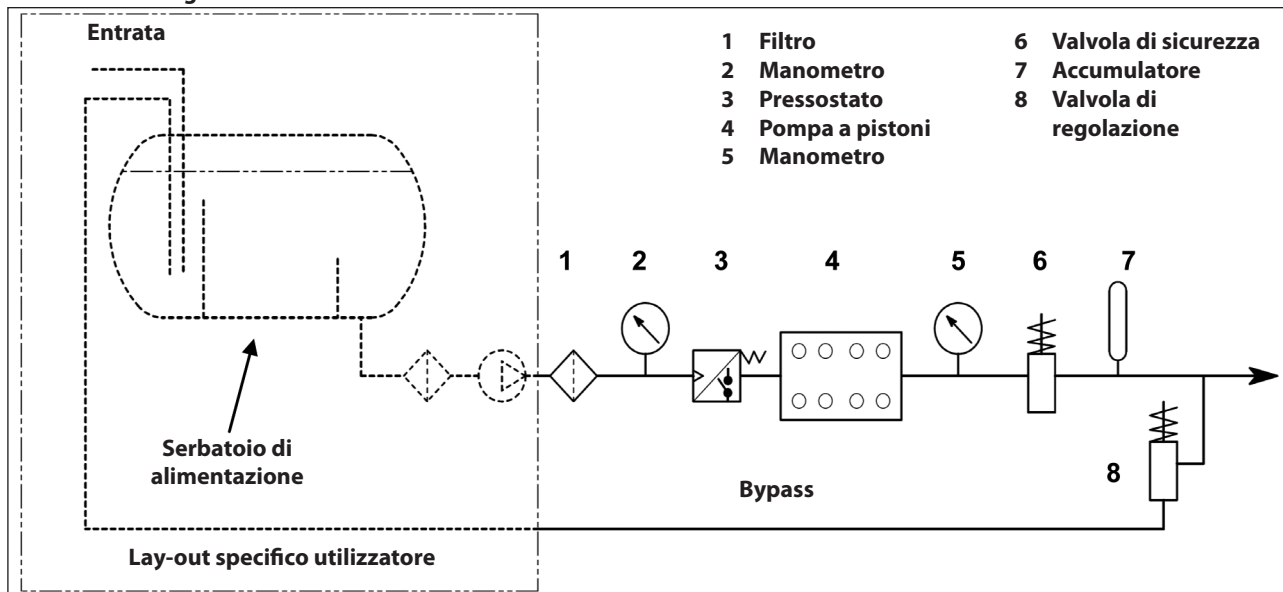 Entrata
1 Filtro
2 Manometro
3 Pressostato
4 Pompa a pistoni
5 Manometro
6 Valvola di sicurezza
7 Accumulatore
8 Valvola di
regolazione
1 2 3 4 5 6 7
Serbatoio di
alimentazione
8
Bypass
Lay-out specifico utilizzatore